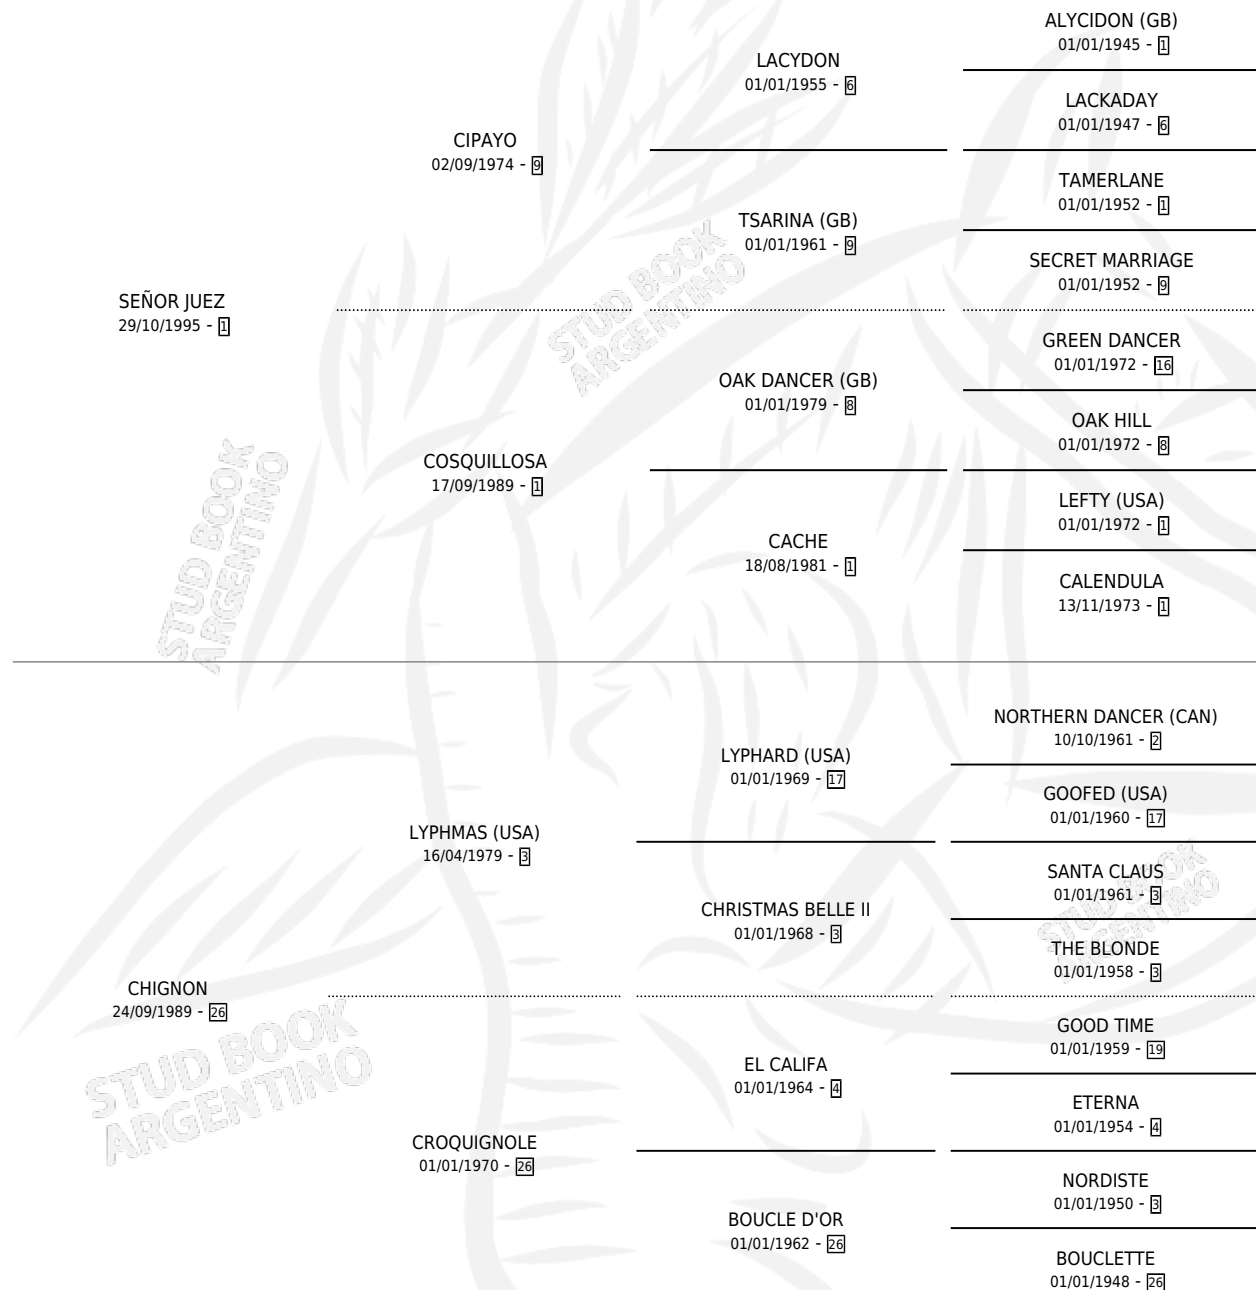 SEÑOR JUEZ
29/10/1995 - 1
CIPAYO
02/09/1974 - 9
LACYDON
01/01/1955 - 6
ALYCIDON (GB)
01/01/1945 - 1
LACKADAY
01/01/1947 - 6
TSARINA (GB)
01/01/1961 - 9
TAMERLANE
01/01/1952 - 1
SECRET MARRIAGE
01/01/1952 - 9
COSQUILLOSA
17/09/1989 - 1
OAK DANCER (GB)
01/01/1979 - 8
GREEN DANCER
01/01/1972 - 16
OAK HILL
01/01/1972 - 8
CACHE
18/08/1981 - 1
LEFTY (USA)
01/01/1972 - 1
CALENDULA
13/11/1973 - 1
CHIGNON
24/09/1989 - 26
LYPHMAS (USA)
16/04/1979 - 3
LYPHARD (USA)
01/01/1969 - 17
NORTHERN DANCER (CAN)
10/10/1961 - 2
GOOFED (USA)
01/01/1960 - 17
CHRISTMAS BELLE II
01/01/1968 - 3
SANTA CLAUS
01/01/1961 - 3
THE BLONDE
01/01/1958 - 3
CROQUIGNOLE
01/01/1970 - 26
EL CALIFA
01/01/1964 - 4
GOOD TIME
01/01/1959 - 19
ETERNA
01/01/1954 - 4
BOUCLE D'OR
01/01/1962 - 26
NORDISTE
01/01/1950 - 3
BOUCLETTE
01/01/1948 - 26
STUD BOOK
ARGENTINO
STUD BOOK
ARGENTINO
STUD BOOK
ARGENTINO
STUD BOOK
ARGENTINO